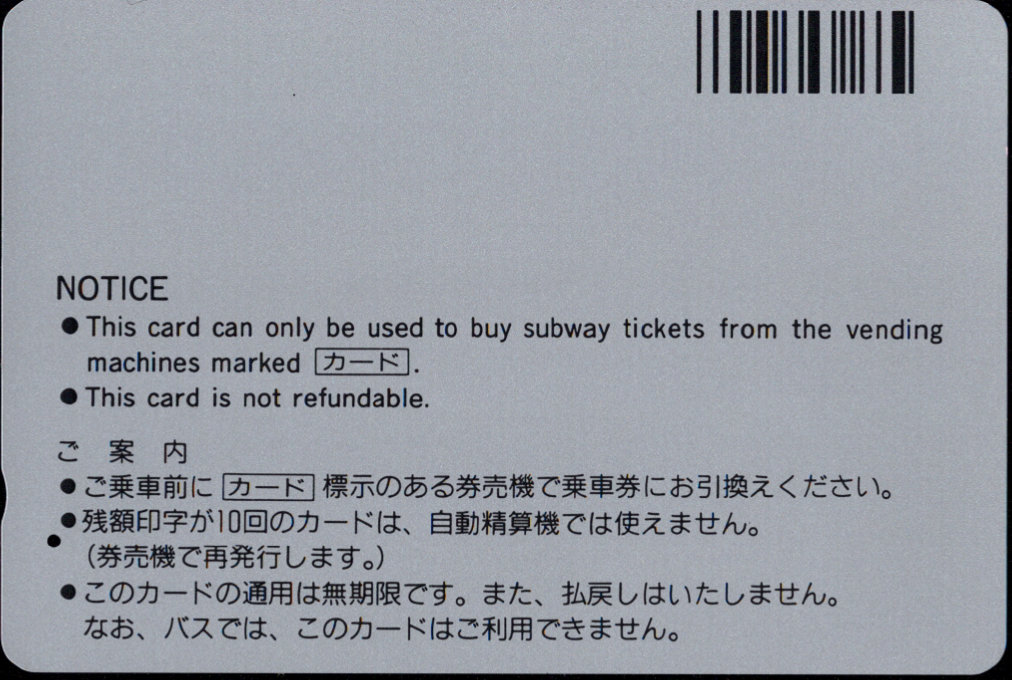 NOTICE
●This card can only be used to buy subway tickets from the vending
machines marked カード.
●This card is not refundable.
ご案内
●ご乗車前に カード 標示のある券売機で乗車券にお引換えください。
●残額印字が10回のカードは、自動精算機では使えません。
(券売機で再発行します。)
●このカードの通用は無期限です。また、払戻しはいたしません。
なお、バスでは、このカードはご利用できません。